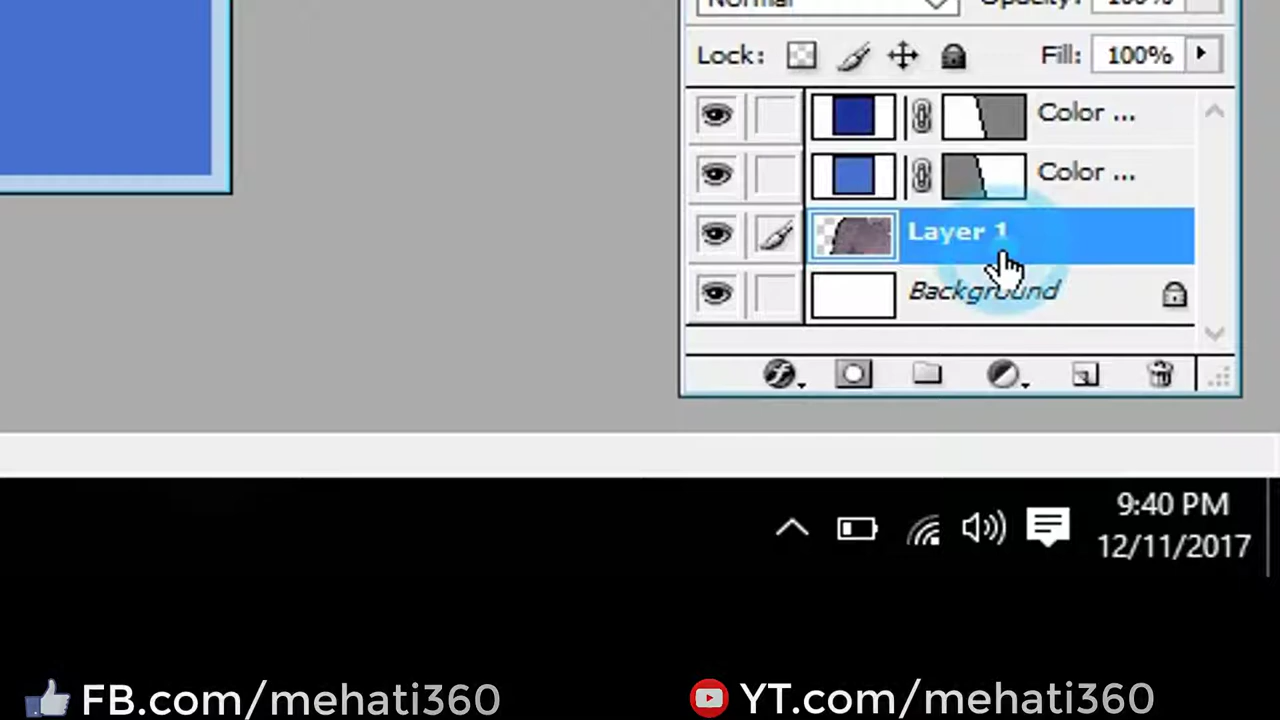 Normal Opacity: 100%
Lock: Fill: 100%
Color ...
Color ...
Layer 1
Background
9:40 PM
12/11/2017
FB.com/mehati360 YT.com/mehati360